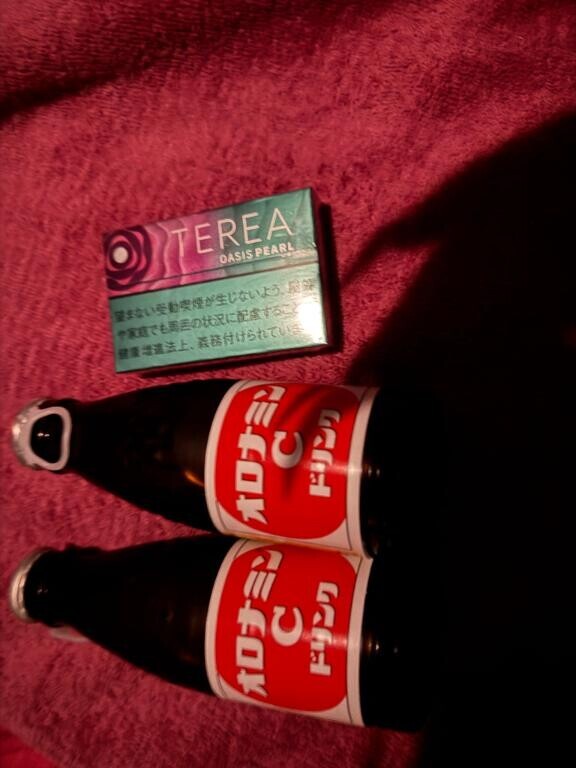 TEREA
OASIS PEARL
望まない受動喫煙が生じないよう、屋外
や家庭でも周囲の状況に配慮すること
健康増進法上、義務付けられていま
オロナミン
C
ドリンク
オロナミン
C
ドリンク